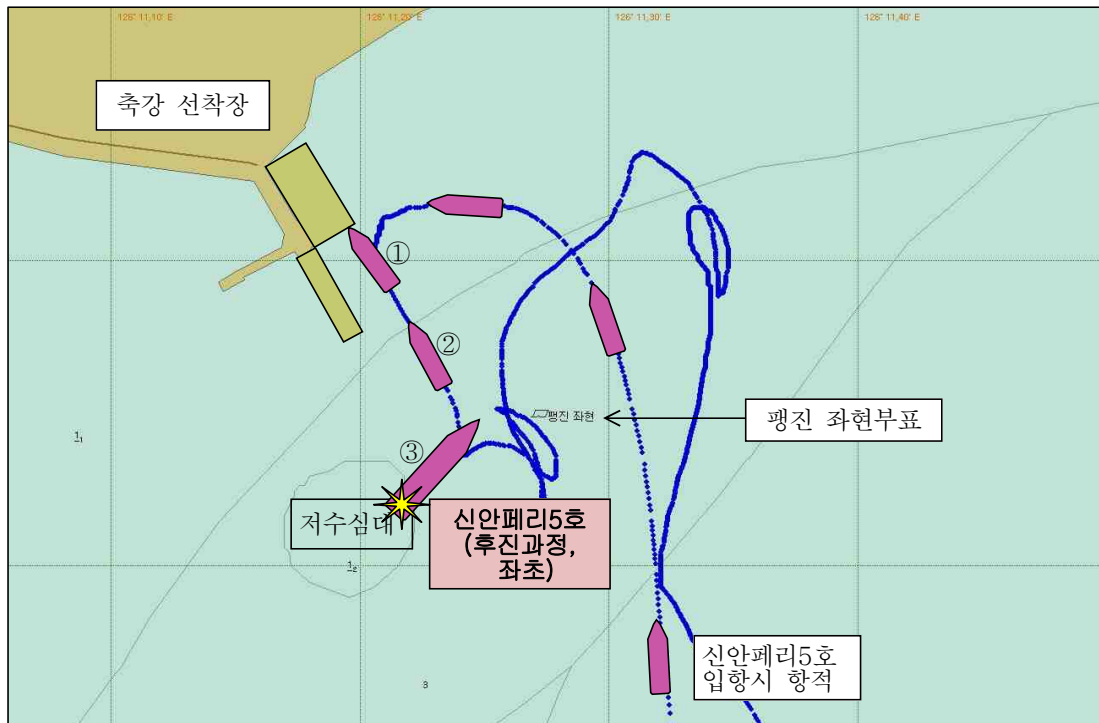 126° 11,10' E
126° 11,20' E
126° 11,30' E
126° 11,40' E
축강 선착장
①
②
팽진 좌현
팽진 좌현부표
1₁
③
저수심대
신안페리5호
(후진과정,
좌초)
1₂
신안페리5호
입항시 항적
3